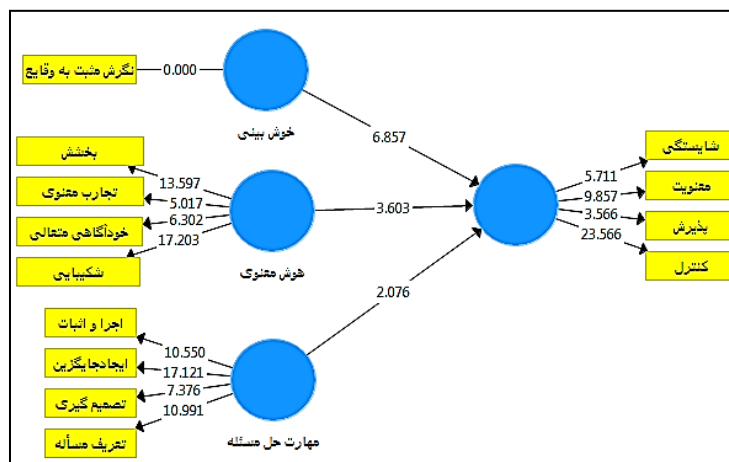 نگرش مثبت به وقایع
0.000
خوش بینی
6.857
بخشش
تجارب معنوی
خودآگاهی متعالی
شکیبایی
13.597
5.017
6.302
17.203
هوش معنوی
3.603
اجرا و اثبات
ایجادجایگزین
تصمیم گیری
تعریف مسأله
10.550
17.121
7.376
10.991
مهارت حل مسئله
2.076
شایستگی
معنویت
پذیرش
کنترل
5.711
9.857
3.566
23.566